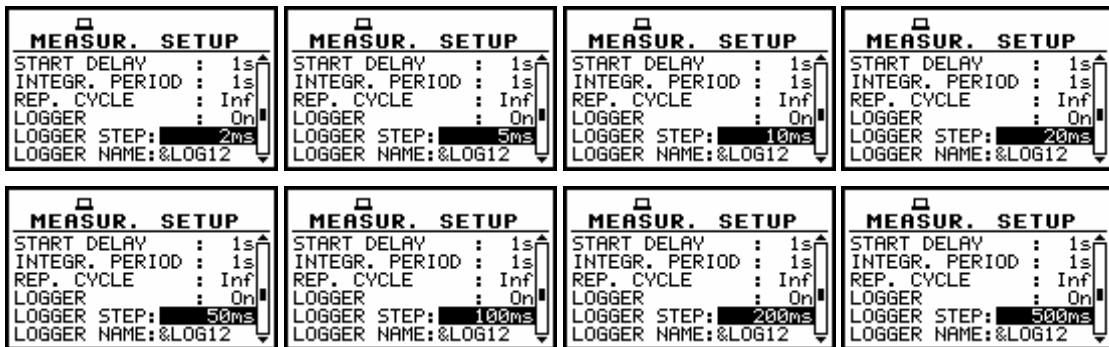 MEASUR. SETUP
START DELAY : 1s
INTEGR. PERIOD : 1s
REP. CYCLE : Inf
LOGGER : On
LOGGER STEP: 2ms
LOGGER NAME:&LOG12
MEASUR. SETUP
START DELAY : 1s
INTEGR. PERIOD : 1s
REP. CYCLE : Inf
LOGGER : On
LOGGER STEP: 5ms
LOGGER NAME:&LOG12
MEASUR. SETUP
START DELAY : 1s
INTEGR. PERIOD : 1s
REP. CYCLE : Inf
LOGGER : On
LOGGER STEP: 10ms
LOGGER NAME:&LOG12
MEASUR. SETUP
START DELAY : 1s
INTEGR. PERIOD : 1s
REP. CYCLE : Inf
LOGGER : On
LOGGER STEP: 20ms
LOGGER NAME:&LOG12
MEASUR. SETUP
START DELAY : 1s
INTEGR. PERIOD : 1s
REP. CYCLE : Inf
LOGGER : On
LOGGER STEP: 50ms
LOGGER NAME:&LOG12
MEASUR. SETUP
START DELAY : 1s
INTEGR. PERIOD : 1s
REP. CYCLE : Inf
LOGGER : On
LOGGER STEP: 100ms
LOGGER NAME:&LOG12
MEASUR. SETUP
START DELAY : 1s
INTEGR. PERIOD : 1s
REP. CYCLE : Inf
LOGGER : On
LOGGER STEP: 200ms
LOGGER NAME:&LOG12
MEASUR. SETUP
START DELAY : 1s
INTEGR. PERIOD : 1s
REP. CYCLE : Inf
LOGGER : On
LOGGER STEP: 500ms
LOGGER NAME:&LOG12